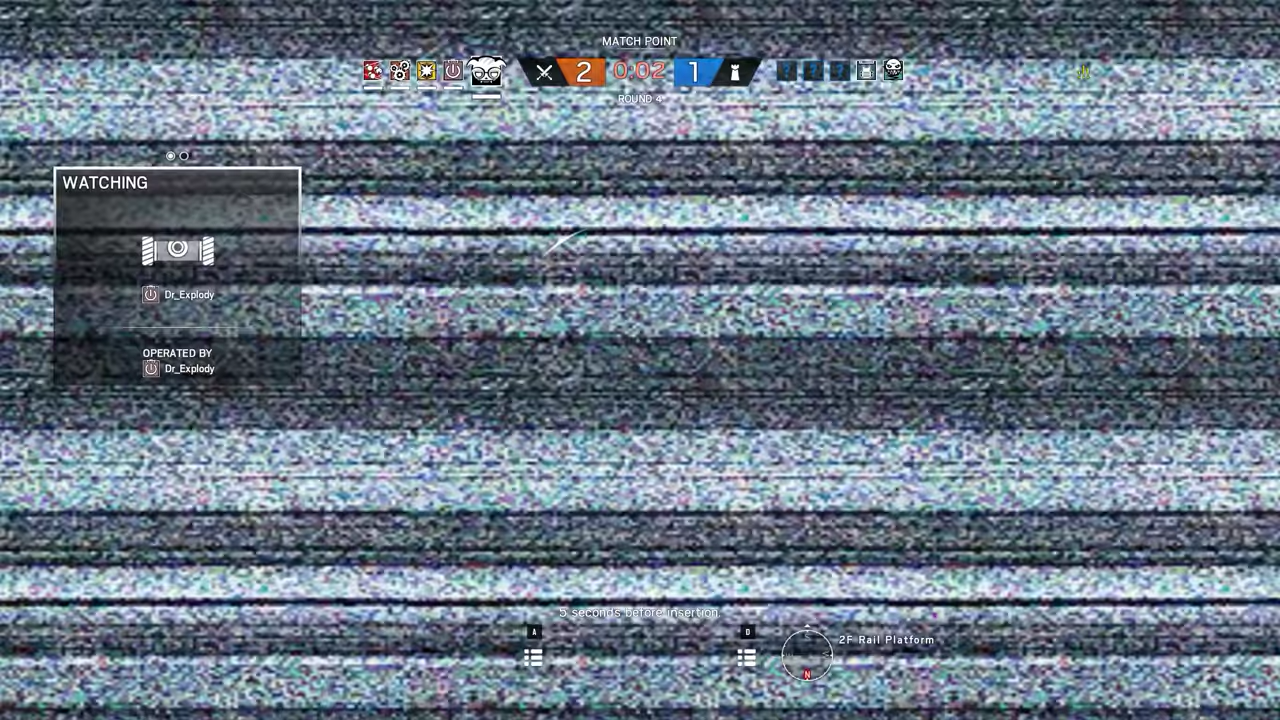 MATCH POINT
2 0:02 1
ROUND 4
WATCHING
Dr_Explody
OPERATED BY
Dr_Explody
5 seconds before insertion.
A D
2F Rail Platform
N